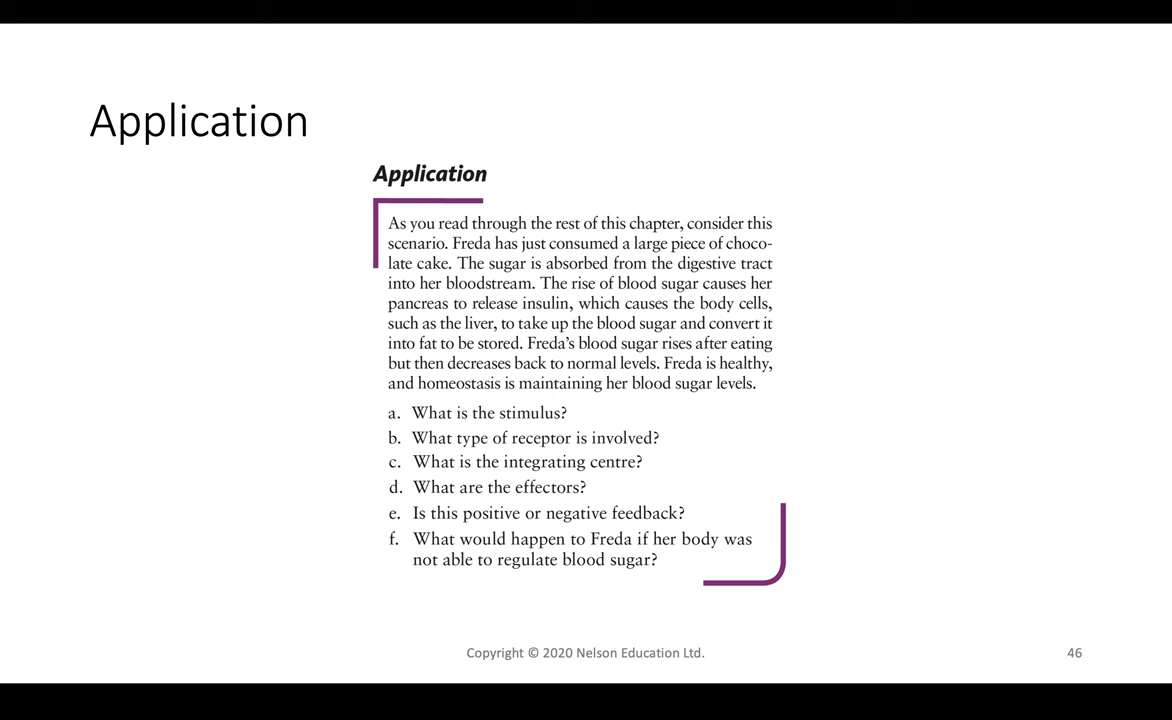 Application
Application
As you read through the rest of this chapter, consider this
scenario. Freda has just consumed a large piece of choco-
late cake. The sugar is absorbed from the digestive tract
into her bloodstream. The rise of blood sugar causes her
pancreas to release insulin, which causes the body cells,
such as the liver, to take up the blood sugar and convert it
into fat to be stored. Freda’s blood sugar rises after eating
but then decreases back to normal levels. Freda is healthy,
and homeostasis is maintaining her blood sugar levels.
a. What is the stimulus?
b. What type of receptor is involved?
c. What is the integrating centre?
d. What are the effectors?
e. Is this positive or negative feedback?
f. What would happen to Freda if her body was
not able to regulate blood sugar?
Copyright © 2020 Nelson Education Ltd.
46